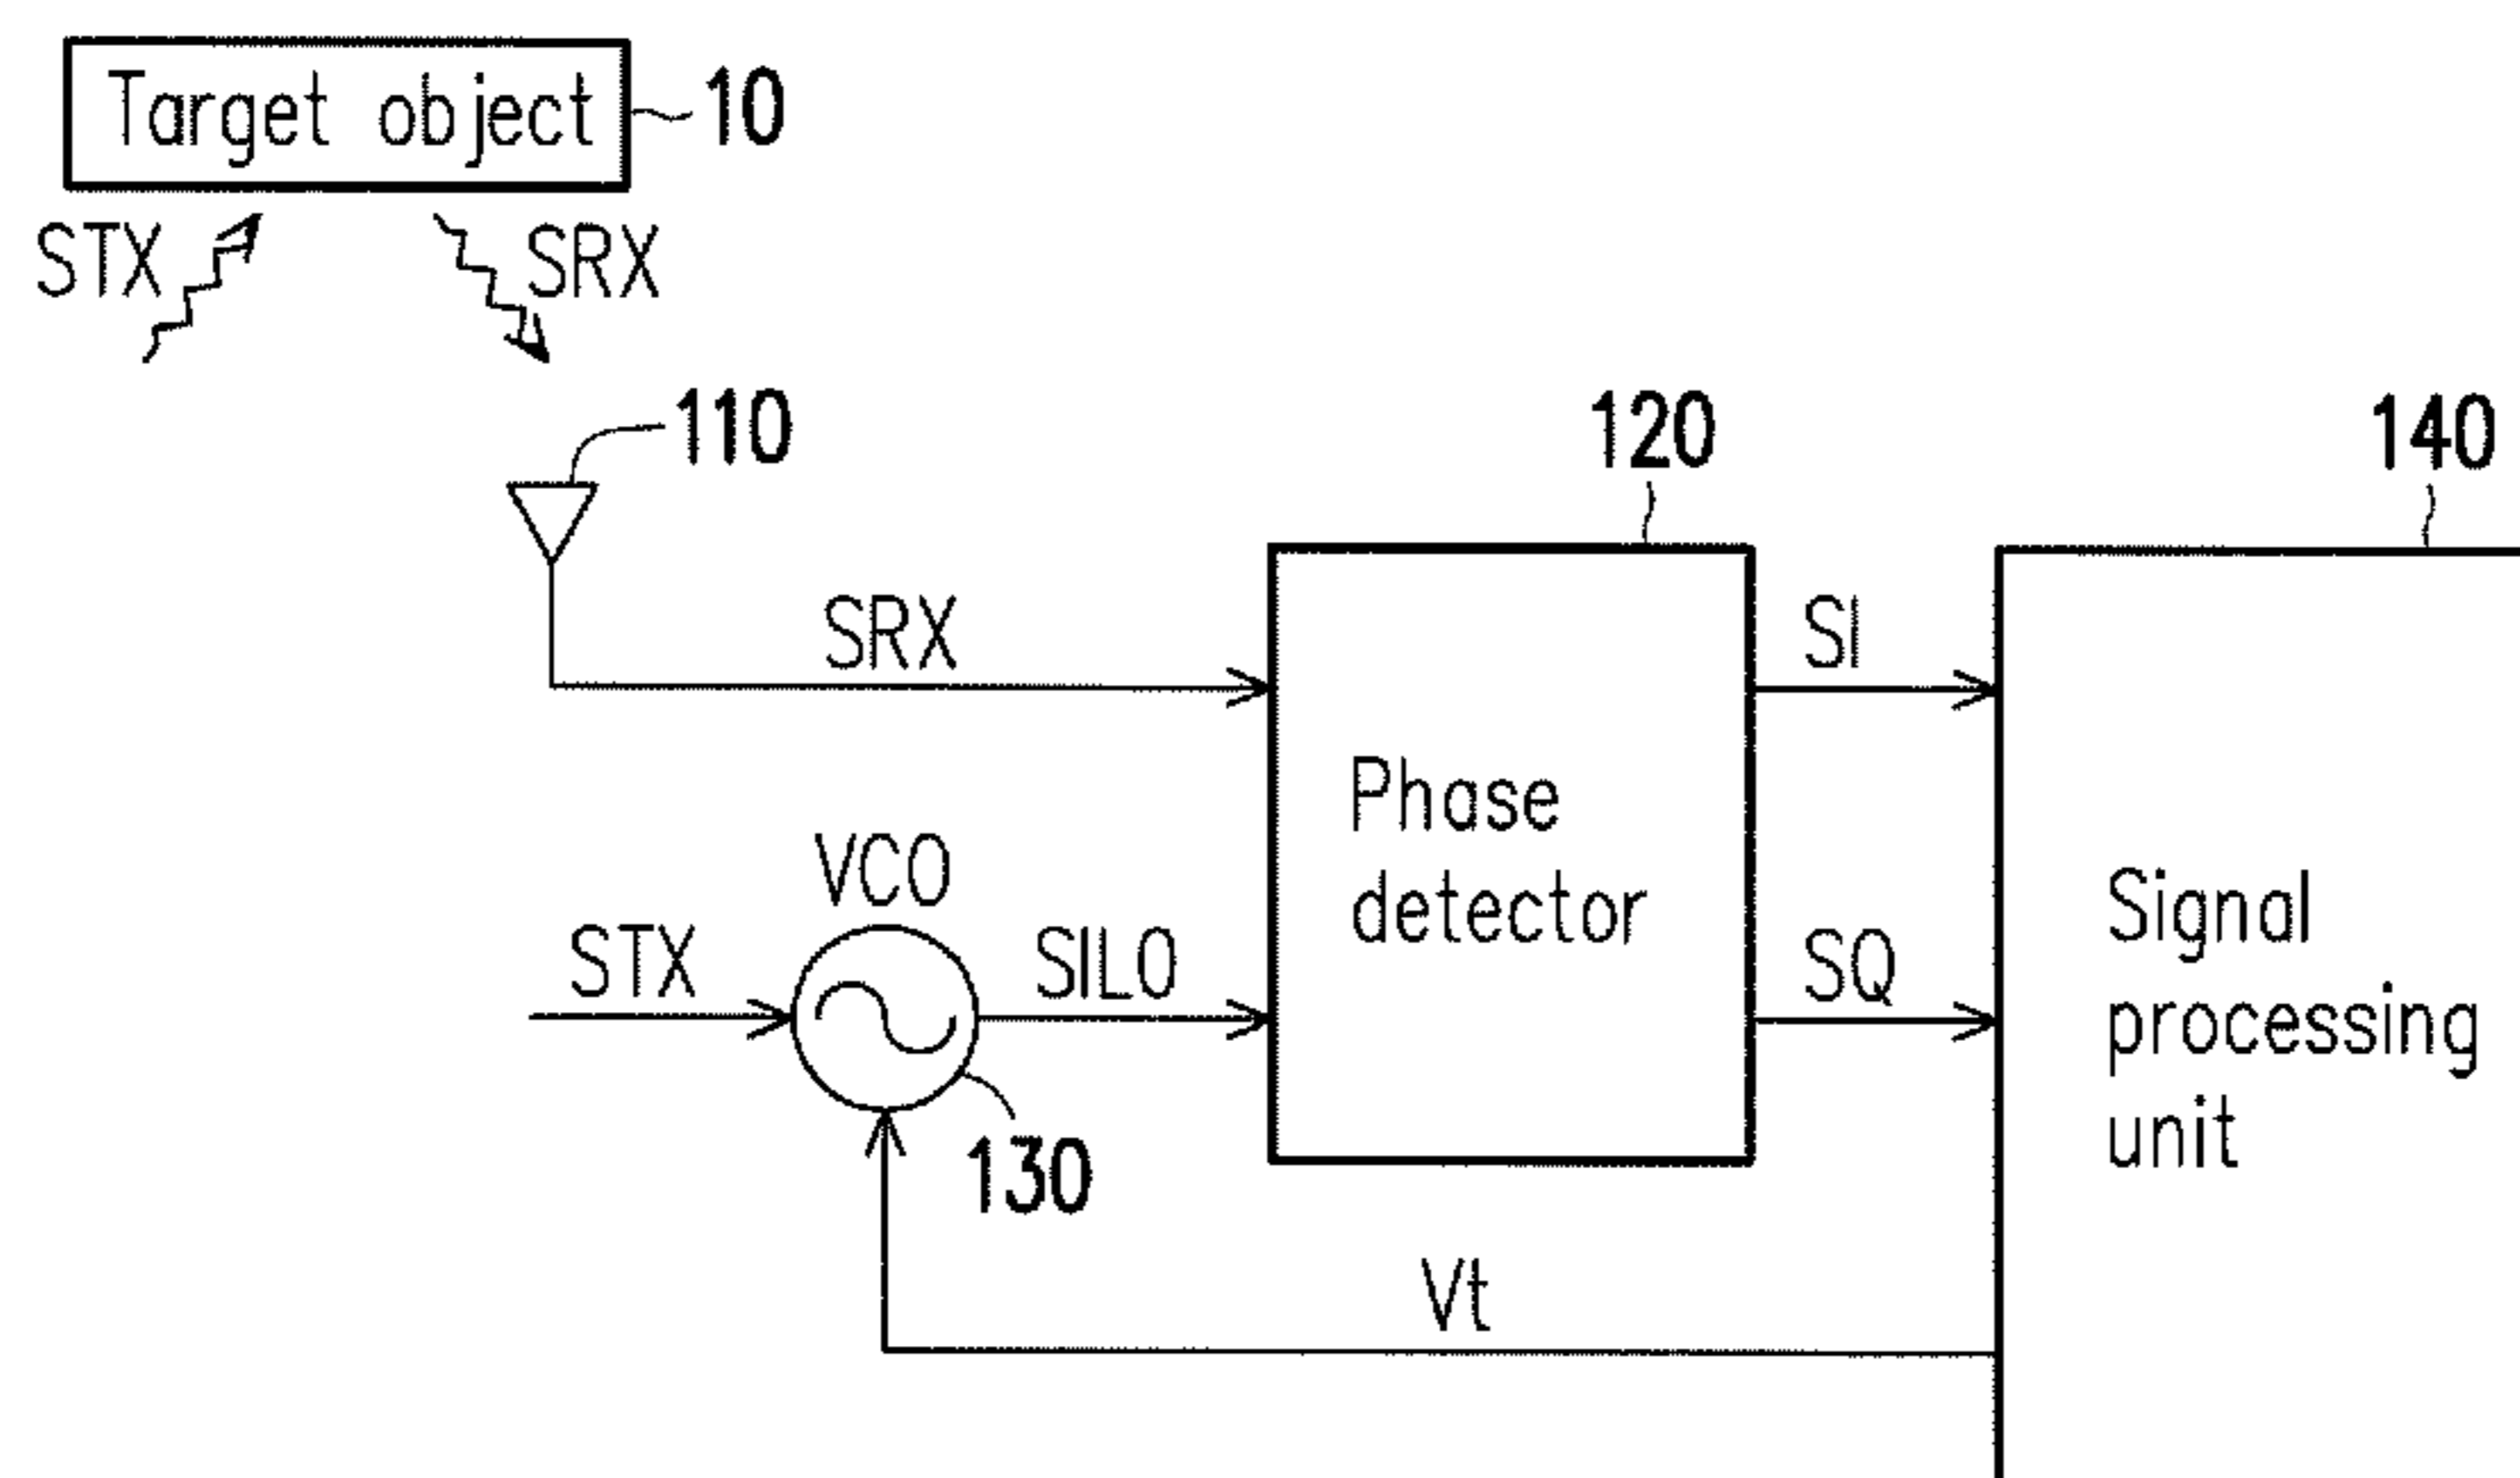 Target object
10
STX
SRX
110
120
140
SRX
SI
Phase
detector
VCO
STX
SILO
SQ
Signal
processing
unit
130
Vt